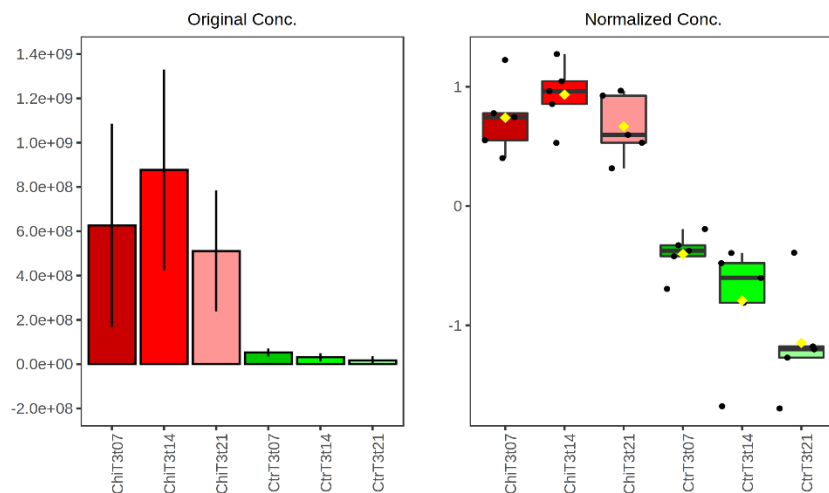 Original Conc.
1.4e+09
1.2e+09
1.0e+09
8.0e+08
6.0e+08
4.0e+08
2.0e+08
0.0e+00
-2.0e+08
ChiT3t07
ChiT3t14
ChiT3t21
CtrT3t07
CtrT3t14
CtrT3t21
Normalized Conc.
1
0
-1
ChiT3t07
ChiT3t14
ChiT3t21
CtrT3t07
CtrT3t14
CtrT3t21